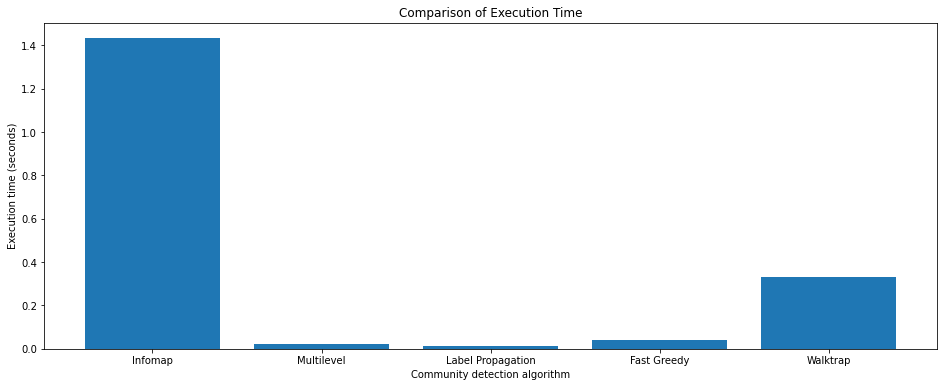 Comparison of Execution Time
Execution time (seconds)
1.4
1.2
1.0
0.8
0.6
0.4
0.2
0.0
Infomap Multilevel Label Propagation Fast Greedy Walktrap
Community detection algorithm